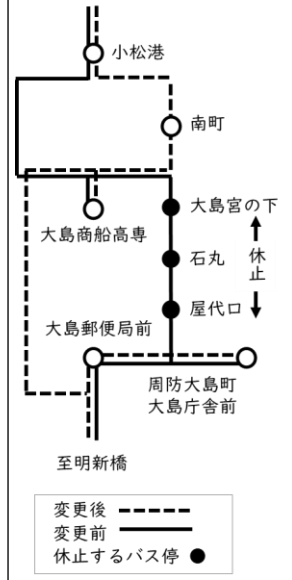 小松港
南町
大島宮の下
大島商船高専
休止
石丸
屋代口
大島郵便局前
周防大島町
大島庁舎前
至明新橋
変更後
変更前
休止するバス停